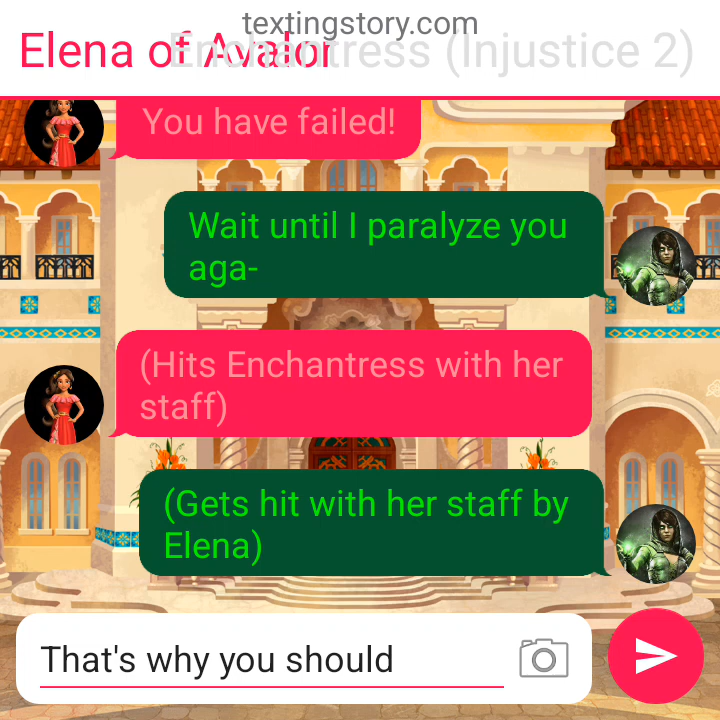 textingstory.com
Elena of Avalor
Enchantress (Injustice 2)
You have failed!
Wait until I paralyze you
aga-
(Hits Enchantress with her
staff)
(Gets hit with her staff by
Elena)
That's why you should